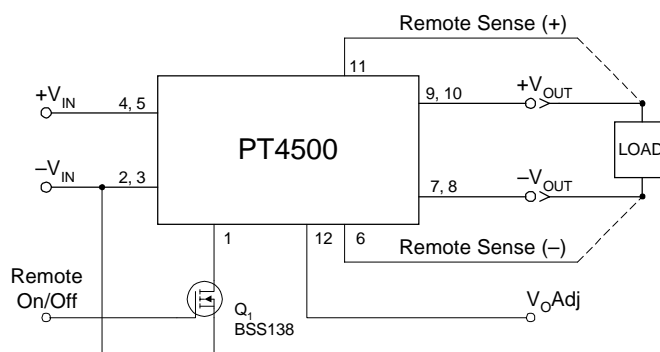 Remote Sense (+)
11
+VIN
4, 5
9, 10
+VOUT
PT4500
LOAD
–VIN
2, 3
7, 8
–VOUT
1
12
6
Remote Sense (–)
Remote
On/Off
Q1
BSS138
VOAdj